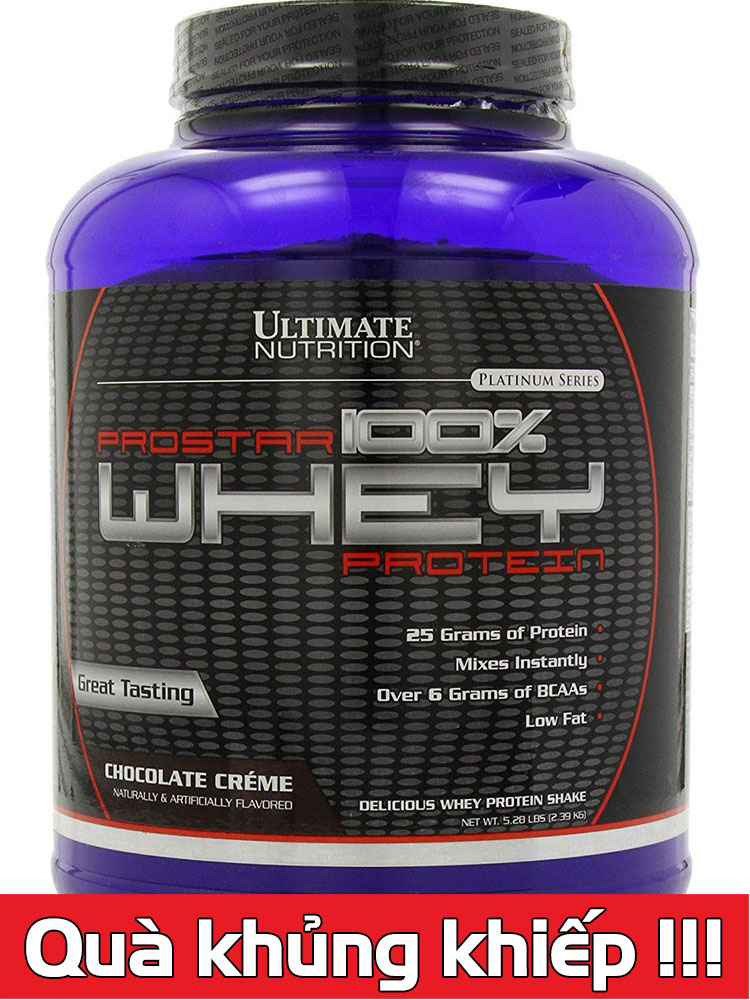 SEALED FOR YOUR PROTECTION
ULTIMATE
NUTRITION®
PLATINUM SERIES
PROSTAR 100%
WHEY
PROTEIN
25 Grams of Protein •
Mixes Instantly •
Over 6 Grams of BCAAs •
Low Fat •
Great Tasting
CHOCOLATE CRÉME
NATURALLY & ARTIFICIALLY FLAVORED
DELICIOUS WHEY PROTEIN SHAKE
NET WT. 5.28 LBS (2.39 KG)
Quà khủng khiếp !!!